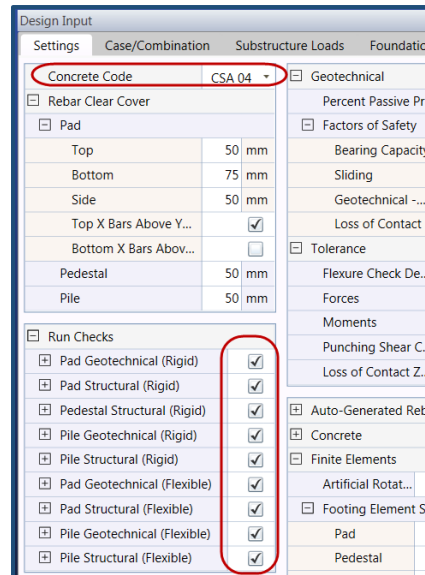 Design Input
Settings Case/Combination Substructure Loads Foundatio
Concrete Code CSA 04
Rebar Clear Cover
Pad
Top 50 mm
Bottom 75 mm
Side 50 mm
Top X Bars Above Y...
Bottom X Bars Abov...
Pedestal 50 mm
Pile 50 mm
Run Checks
Pad Geotechnical (Rigid)
Pad Structural (Rigid)
Pedestal Structural (Rigid)
Pile Geotechnical (Rigid)
Pile Structural (Rigid)
Pad Geotechnical (Flexible)
Pad Structural (Flexible)
Pile Geotechnical (Flexible)
Pile Structural (Flexible)
Geotechnical
Percent Passive Pr
Factors of Safety
Bearing Capacity
Sliding
Geotechnical -...
Loss of Contact
Tolerance
Flexure Check De...
Forces
Moments
Punching Shear C...
Loss of Contact Z...
Auto-Generated Reb
Concrete
Finite Elements
Artificial Rotat...
Footing Element S
Pad
Pedestal